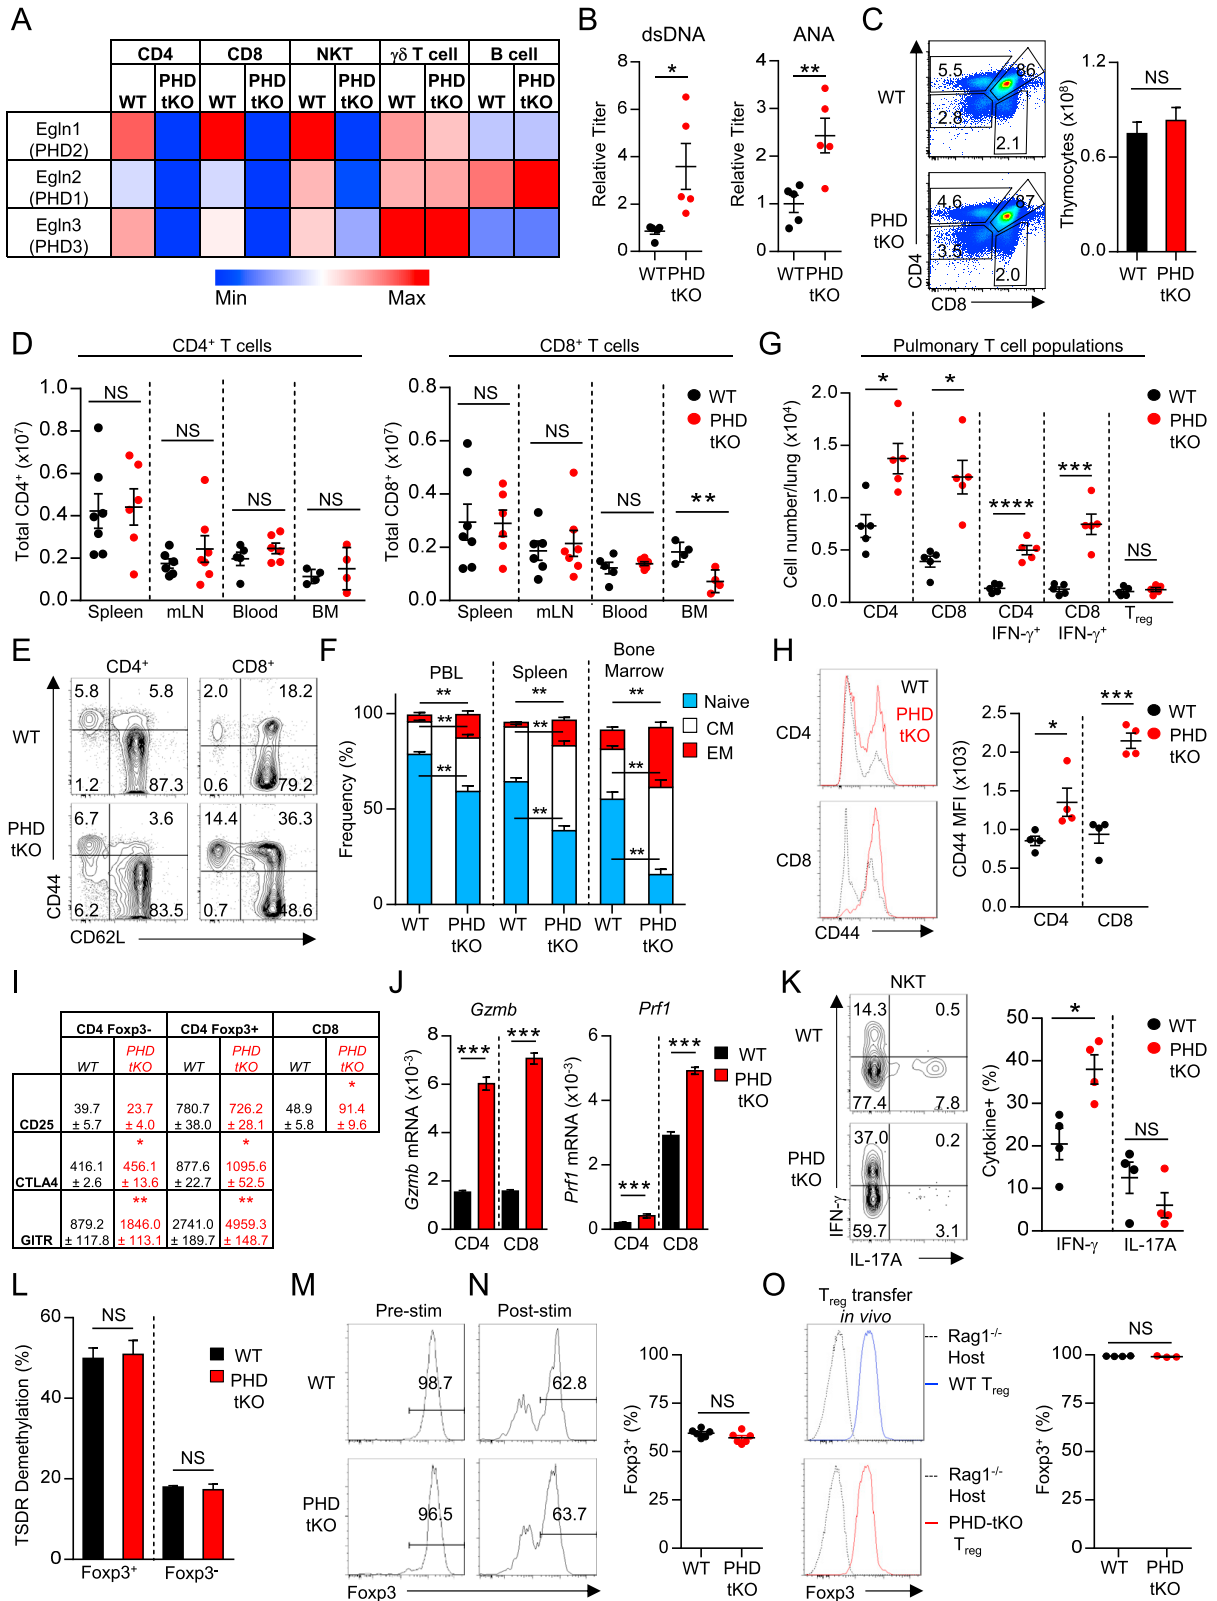 A
CD4 CD8 NKT γδ T cell B cell
WT PHD tKO WT PHD tKO WT PHD tKO WT PHD tKO WT PHD tKO
Egln1
(PHD2)
Egln2
(PHD1)
Egln3
(PHD3)
Min Max
B
dsDNA ANA
* **
Relative Titer
8
6
4
2
0
WT PHD
tKO
Relative Titer
4
3
2
1
0
WT PHD
tKO
C
WT
5.5 86
2.8
2.1
PHD
tKO
4.6 87
3.5
2.0
CD4
CD8
Thymocytes (x10⁸)
NS
1.2
0.6
0.0
WT PHD
tKO
D
CD4⁺ T cells
Total CD4⁺ (x10⁷)
1.0
0.8
0.6
0.4
0.2
0.0
NS NS NS NS
Spleen mLN Blood BM
CD8⁺ T cells
Total CD8⁺ (x10⁷)
0.8
0.6
0.4
0.2
0.0
NS NS NS **
Spleen mLN Blood BM
WT
PHD
tKO
G
Pulmonary T cell populations
Cell number/lung (x10⁴)
2.0
1.5
1.0
0.5
0.0
* * **** *** NS
CD4 CD8 CD4 CD8 Treg
IFN-γ⁺ IFN-γ⁺
WT
PHD
tKO
E
CD4⁺ CD8⁺
WT
5.8 5.8 2.0 18.2
1.2 87.3 0.6 79.2
PHD
tKO
6.7 3.6 14.4 36.3
6.2 83.5 0.7 48.6
CD44
CD62L
F
PBL Spleen Bone
Marrow
** ** **
** **
** **
** **
Frequency (%)
100
50
0
WT PHD tKO WT PHD tKO WT PHD tKO
Naive
CM
EM
H
WT
PHD
tKO
CD4
CD8
CD44
CD44 MFI (x103)
2.5
2.0
1.5
1.0
0.5
0.0
* ***
CD4 CD8
WT
PHD
tKO
I
CD4 Foxp3- CD4 Foxp3+ CD8
WT PHD tKO WT PHD tKO WT PHD tKO
*
CD25 39.7 ± 5.7 23.7 ± 4.0 780.7 ± 38.0 726.2 ± 28.1 48.9 ± 5.8 91.4 ± 9.6
* *
CTLA4 416.1 ± 2.6 456.1 ± 13.6 877.6 ± 22.7 1095.6 ± 52.5
** **
GITR 879.2 ± 117.8 1846.0 ± 113.1 2741.0 ± 189.7 4959.3 ± 148.7
J
Gzmb Prf1
Gzmb mRNA (x10⁻³)
8
6
4
2
0
*** ***
CD4 CD8
Prf1 mRNA (x10⁻³)
6
4
2
0
*** ***
CD4 CD8
WT
PHD
tKO
K
NKT
WT
14.3 0.5
77.4 7.8
PHD
tKO
37.0 0.2
59.7 3.1
IFN-γ
IL-17A
Cytokine+ (%)
50
40
30
20
10
0
* NS
IFN-γ IL-17A
WT
PHD
tKO
L
TSDR Demethylation (%)
60
40
20
0
NS NS
Foxp3⁺ Foxp3⁻
WT
PHD
tKO
M
Pre-stim
WT
98.7
PHD
tKO
96.5
Foxp3
N
Post-stim
62.8
63.7
Foxp3⁺ (%)
100
75
50
25
0
NS
WT PHD
tKO
O
Treg transfer
in vivo
Rag1⁻/⁻
Host
WT Treg
Rag1⁻/⁻
Host
PHD-tKO
Treg
Foxp3
Foxp3⁺ (%)
100
75
50
25
0
NS
WT PHD
tKO